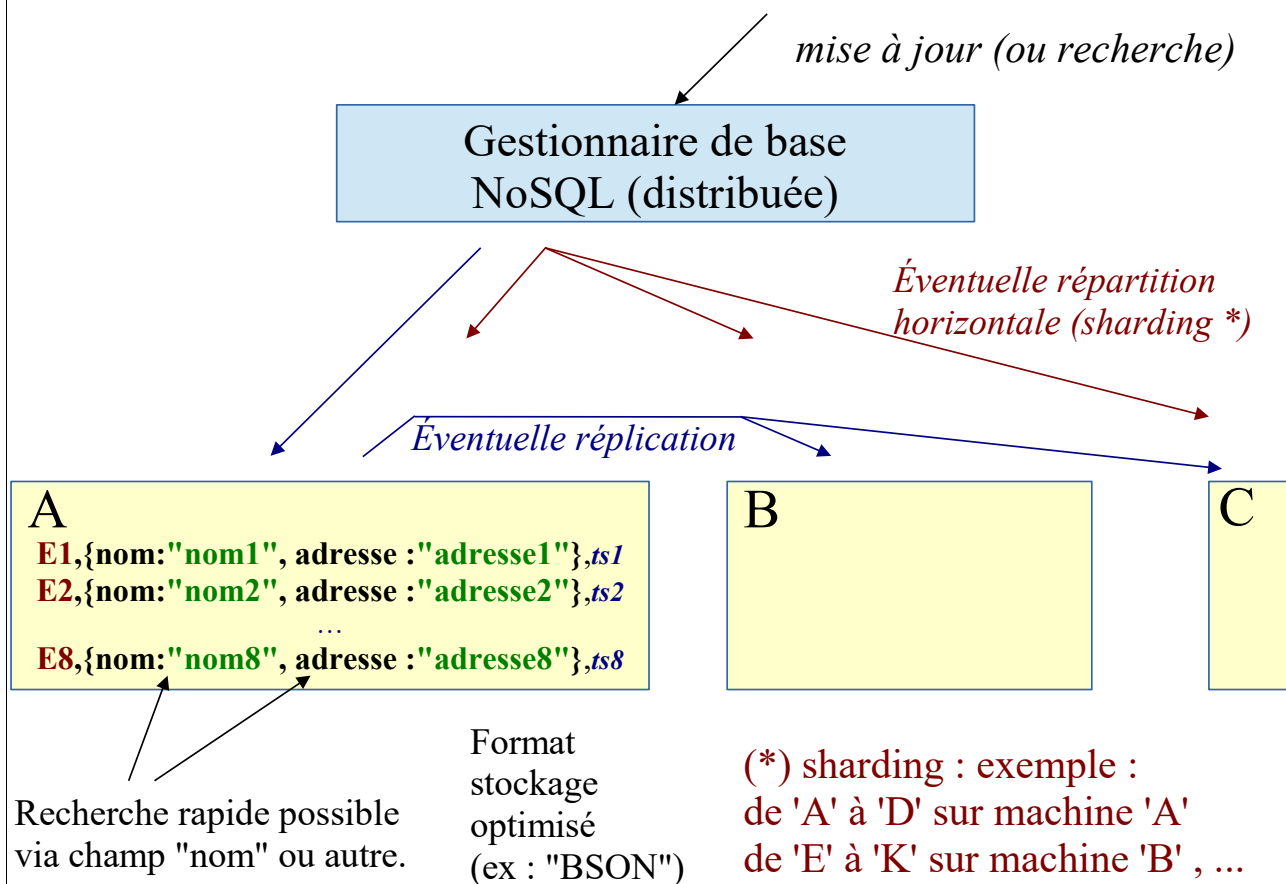 mise à jour (ou recherche)
Gestionnaire de base
NoSQL (distribuée)
Éventuelle répartition
horizontale (sharding *)
Éventuelle réplication
A
E1,{nom:"nom1", adresse :"adresse1"},ts1
E2,{nom:"nom2", adresse :"adresse2"},ts2
…
E8,{nom:"nom8", adresse :"adresse8"},ts8
B
C
Recherche rapide possible
via champ "nom" ou autre.
Format
stockage
optimisé
(ex : "BSON")
(*) sharding : exemple :
de 'A' à 'D' sur machine 'A'
de 'E' à 'K' sur machine 'B' , ...